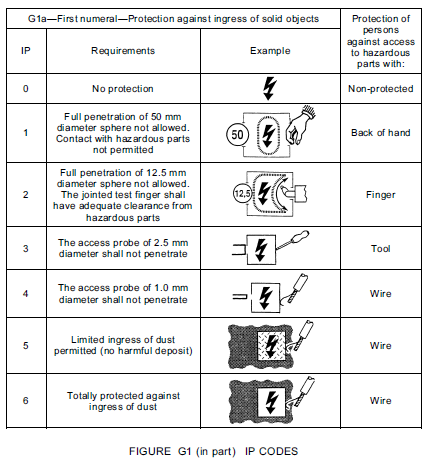 G1a—First numeral—Protection against ingress of solid objects
Protection of
persons
against access
to hazardous
parts with:
IP
Requirements
Example
0
No protection
Non-protected
1
Full penetration of 50 mm
diameter sphere not allowed.
Contact with hazardous parts
not permitted
50
Back of hand
2
Full penetration of 12.5 mm
diameter sphere not allowed.
The jointed test finger shall
have adequate clearance from
hazardous parts
12,5
Finger
3
The access probe of 2.5 mm
diameter shall not penetrate
Tool
4
The access probe of 1.0 mm
diameter shall not penetrate
Wire
5
Limited ingress of dust
permitted (no harmful deposit)
Wire
6
Totally protected against
ingress of dust
Wire
FIGURE G1 (in part) IP CODES